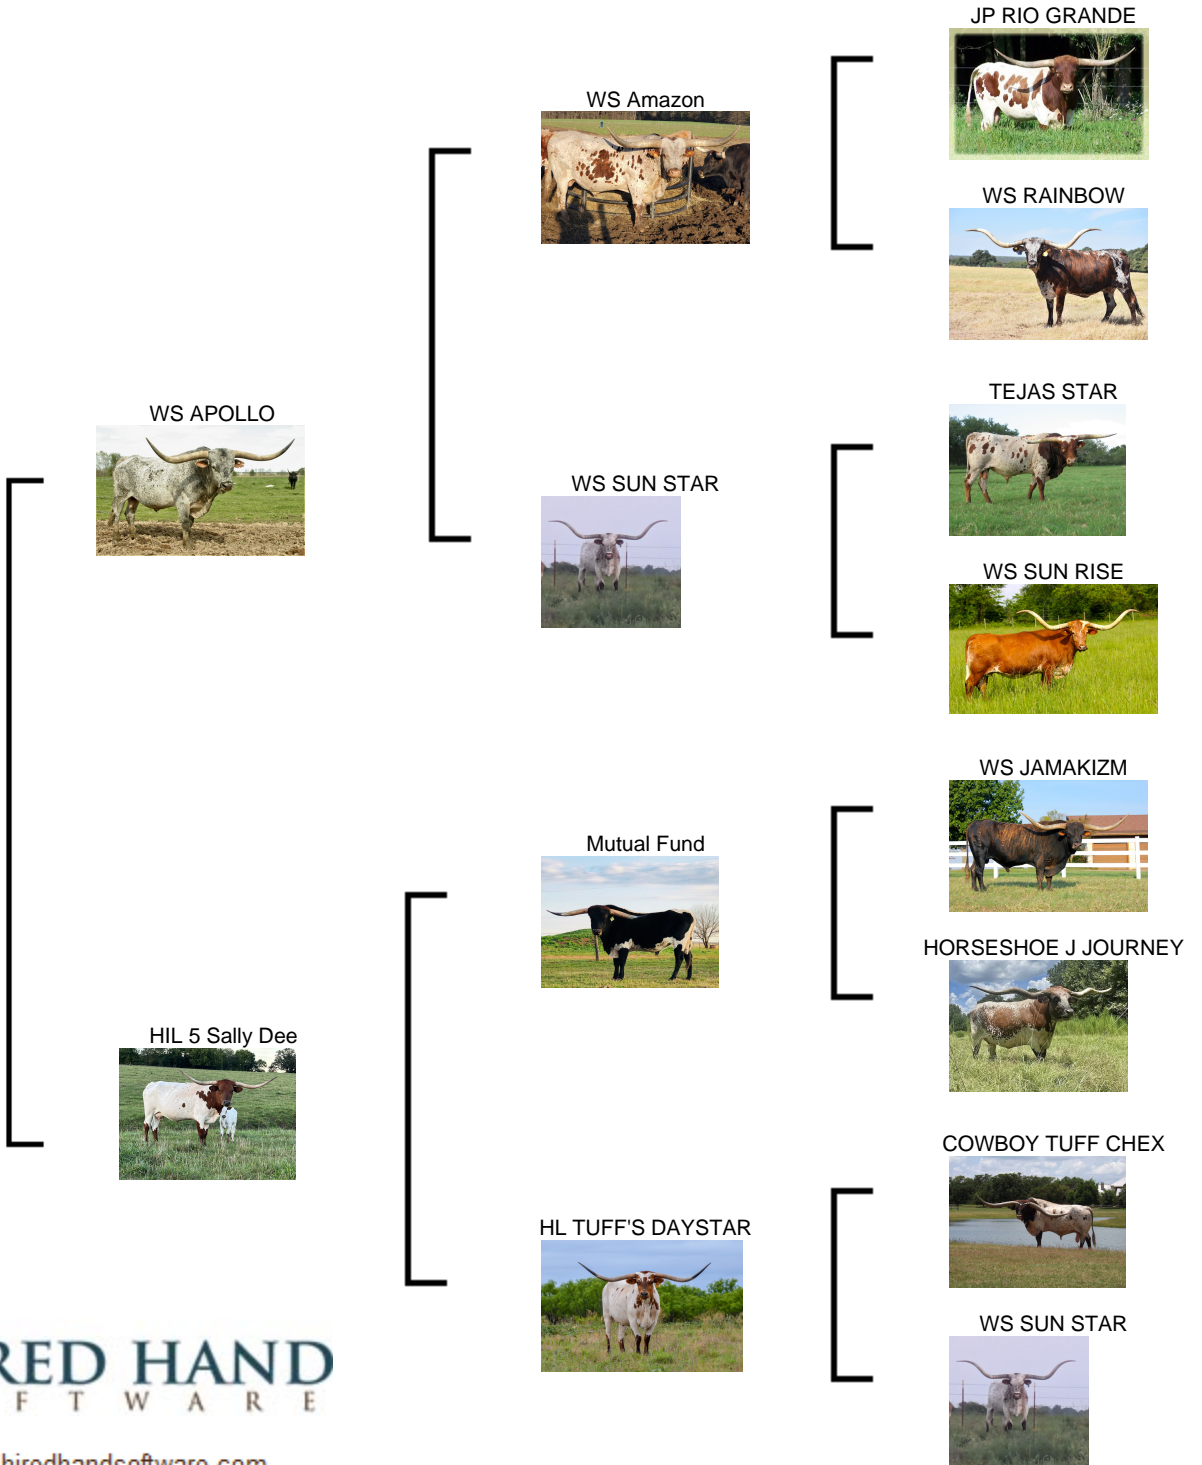 JP RIO GRANDE
WS Amazon
WS RAINBOW
TEJAS STAR
WS APOLLO
WS SUN STAR
WS SUN RISE
WS JAMAKIZM
Mutual Fund
HORSESHOE J JOURNEY
HIL 5 Sally Dee
COWBOY TUFF CHEX
HL TUFF'S DAYSTAR
WS SUN STAR
RED HAND
F T W A R E
hiredhandsoftware.com